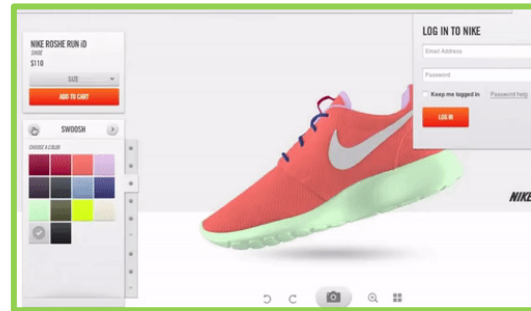 NIKE ROSHE RUN iD
SHOE
$110
SIZE
ADD TO CART
SWOOSH
CHOOSE A COLOR
LOG IN TO NIKE
Email Address
Password
Keep me logged in
Password help
LOG IN
NIKE